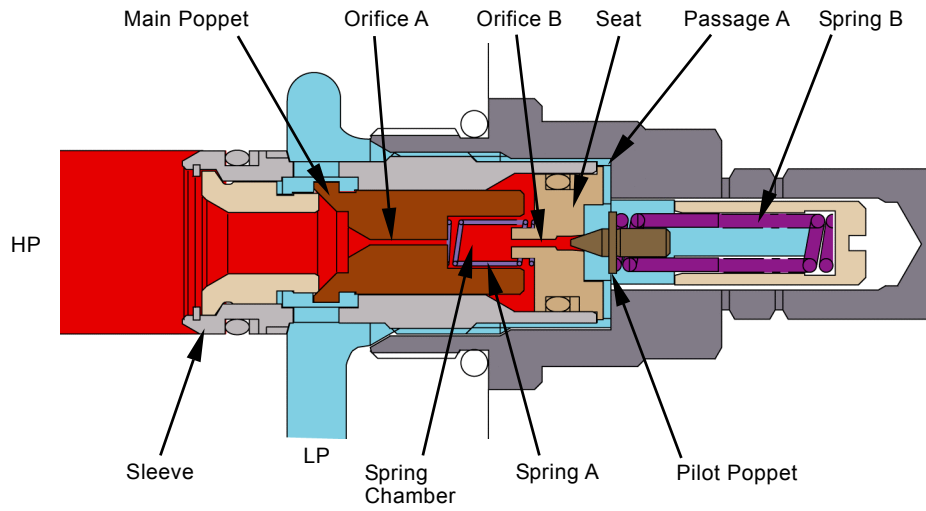 Main Poppet
Orifice A
Orifice B
Seat
Passage A
Spring B
HP
LP
Sleeve
Spring
Chamber
Spring A
Pilot Poppet